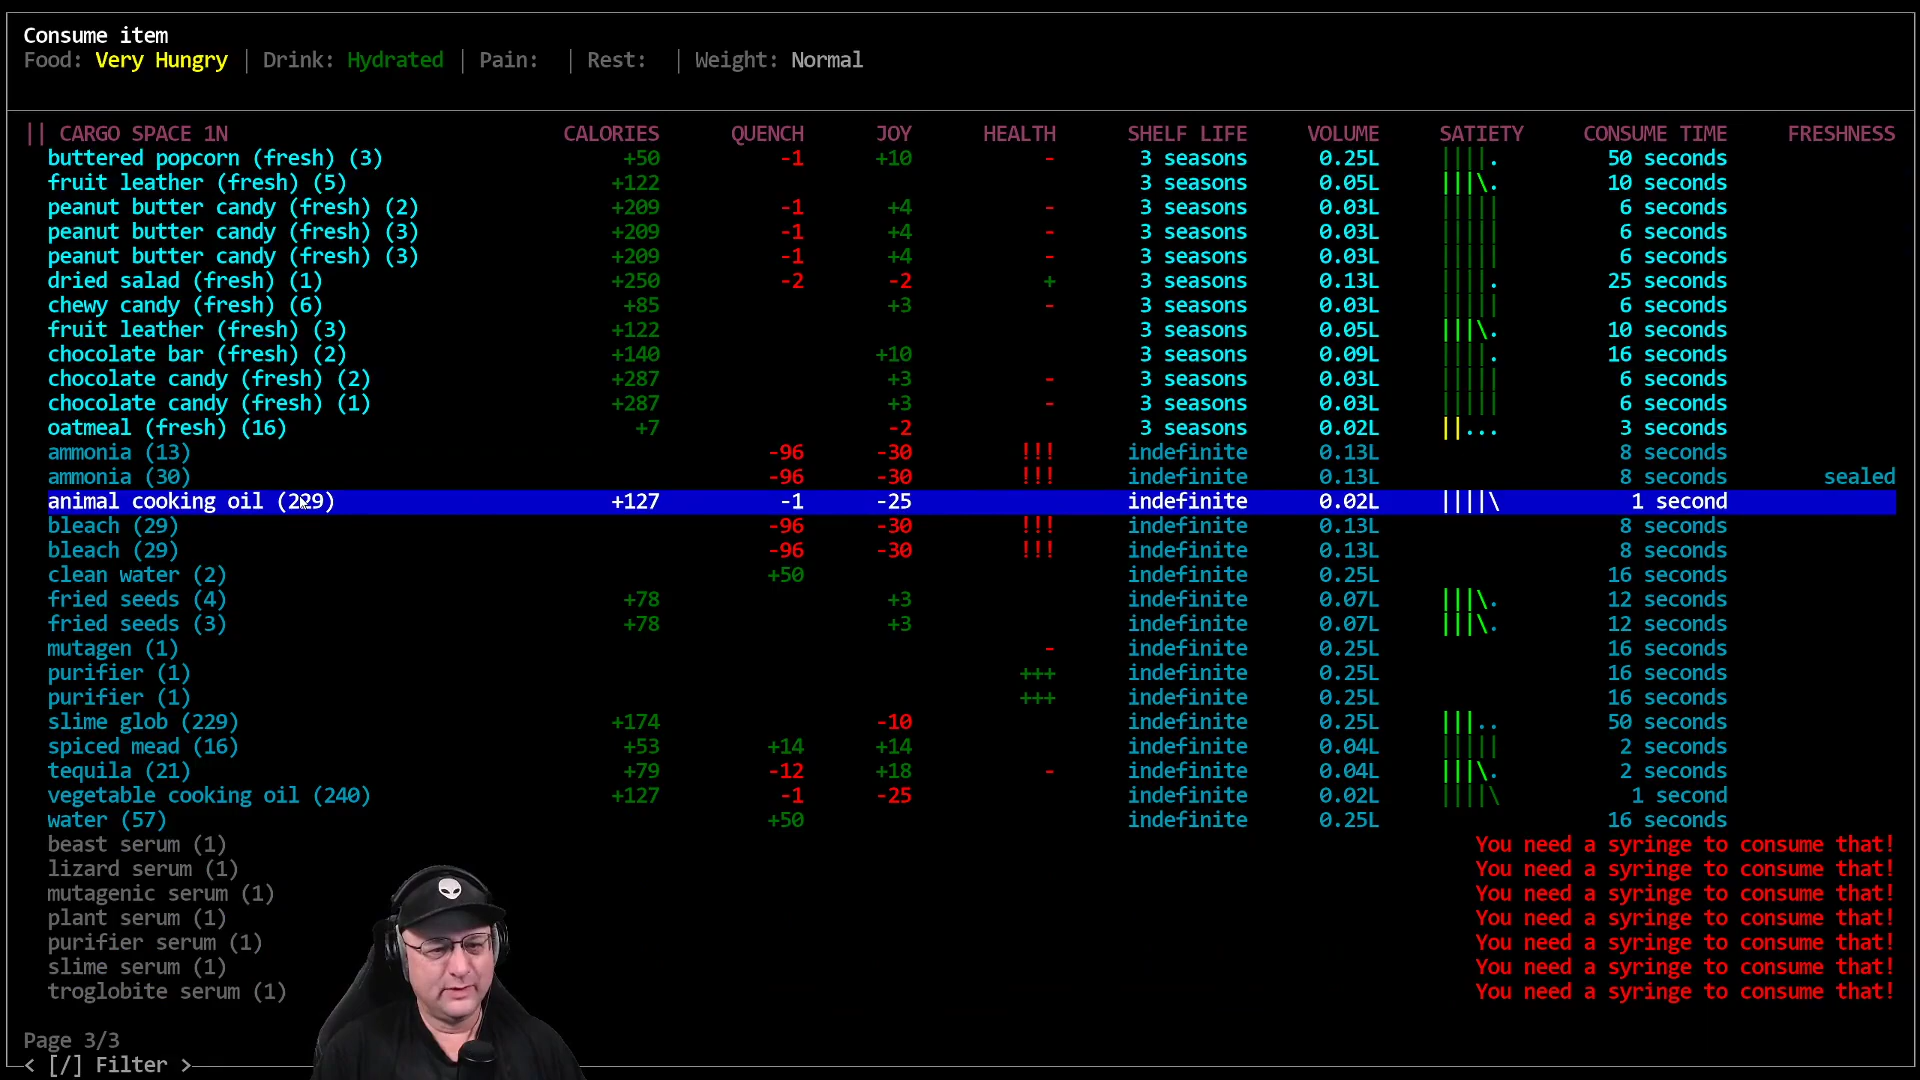 Consume item
Food: Very Hungry | Drink: Hydrated | Pain: | Rest: | Weight: Normal
|| CARGO SPACE 1N CALORIES QUENCH JOY HEALTH SHELF LIFE VOLUME SATIETY CONSUME TIME FRESHNESS
buttered popcorn (fresh) (3) +50 -1 +10 - 3 seasons 0.25L ||||. 50 seconds
fruit leather (fresh) (5) +122 3 seasons 0.05L |||\. 10 seconds
peanut butter candy (fresh) (2) +209 -1 +4 - 3 seasons 0.03L ||||| 6 seconds
peanut butter candy (fresh) (3) +209 -1 +4 - 3 seasons 0.03L ||||| 6 seconds
peanut butter candy (fresh) (3) +209 -1 +4 - 3 seasons 0.03L ||||| 6 seconds
dried salad (fresh) (1) +250 -2 -2 + 3 seasons 0.13L ||||. 25 seconds
chewy candy (fresh) (6) +85 +3 - 3 seasons 0.03L ||||| 6 seconds
fruit leather (fresh) (3) +122 3 seasons 0.05L |||\. 10 seconds
chocolate bar (fresh) (2) +140 +10 3 seasons 0.09L ||||. 16 seconds
chocolate candy (fresh) (2) +287 +3 - 3 seasons 0.03L ||||| 6 seconds
chocolate candy (fresh) (1) +287 +3 - 3 seasons 0.03L ||||| 6 seconds
oatmeal (fresh) (16) +7 -2 3 seasons 0.02L ||... 3 seconds
ammonia (13) -96 -30 !!! indefinite 0.13L 8 seconds
ammonia (30) -96 -30 !!! indefinite 0.13L 8 seconds sealed
animal cooking oil (229) +127 -1 -25 indefinite 0.02L ||||\ 1 second
bleach (29) -96 -30 !!! indefinite 0.13L 8 seconds
bleach (29) -96 -30 !!! indefinite 0.13L 8 seconds
clean water (2) +50 indefinite 0.25L 16 seconds
fried seeds (4) +78 +3 indefinite 0.07L |||\. 12 seconds
fried seeds (3) +78 +3 indefinite 0.07L |||\. 12 seconds
mutagen (1) - indefinite 0.25L 16 seconds
purifier (1) +++ indefinite 0.25L 16 seconds
purifier (1) +++ indefinite 0.25L 16 seconds
slime glob (229) +174 -10 indefinite 0.25L |||.. 50 seconds
spiced mead (16) +53 +14 +14 indefinite 0.04L ||||| 2 seconds
tequila (21) +79 -12 +18 - indefinite 0.04L |||\. 2 seconds
vegetable cooking oil (240) +127 -1 -25 indefinite 0.02L ||||\ 1 second
water (57) +50 indefinite 0.25L 16 seconds
beast serum (1) You need a syringe to consume that!
lizard serum (1) You need a syringe to consume that!
mutagenic serum (1) You need a syringe to consume that!
plant serum (1) You need a syringe to consume that!
purifier serum (1) You need a syringe to consume that!
slime serum (1) You need a syringe to consume that!
troglobite serum (1) You need a syringe to consume that!
Page 3/3
< [/] Filter >